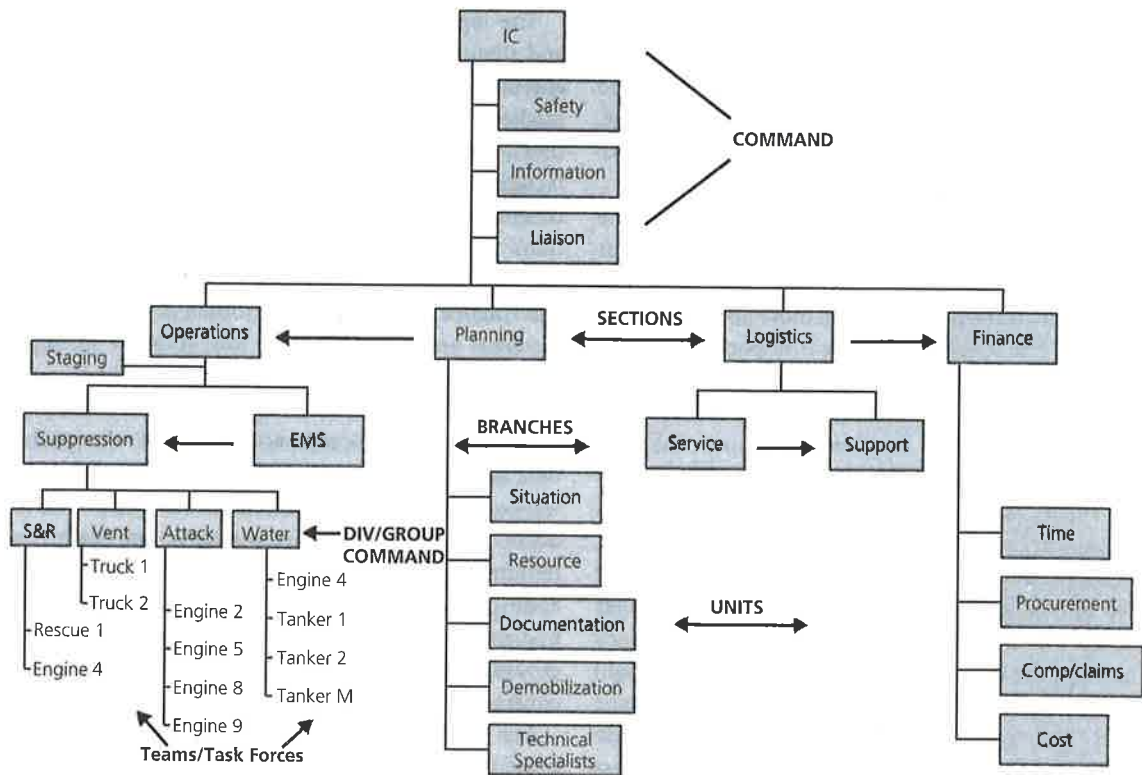 IC
Safety
COMMAND
Information
Liaison
Operations
Planning
SECTIONS
Logistics
Finance
Staging
Suppression
EMS
BRANCHES
Service
Support
S&R
Vent
Attack
Water
DIV/GROUP
COMMAND
Truck 1
Truck 2
Rescue 1
Engine 4
Engine 2
Engine 5
Engine 8
Engine 9
Engine 4
Tanker 1
Tanker 2
Tanker M
Teams/Task Forces
Situation
Resource
Documentation
Demobilization
Technical
Specialists
UNITS
Time
Procurement
Comp/claims
Cost